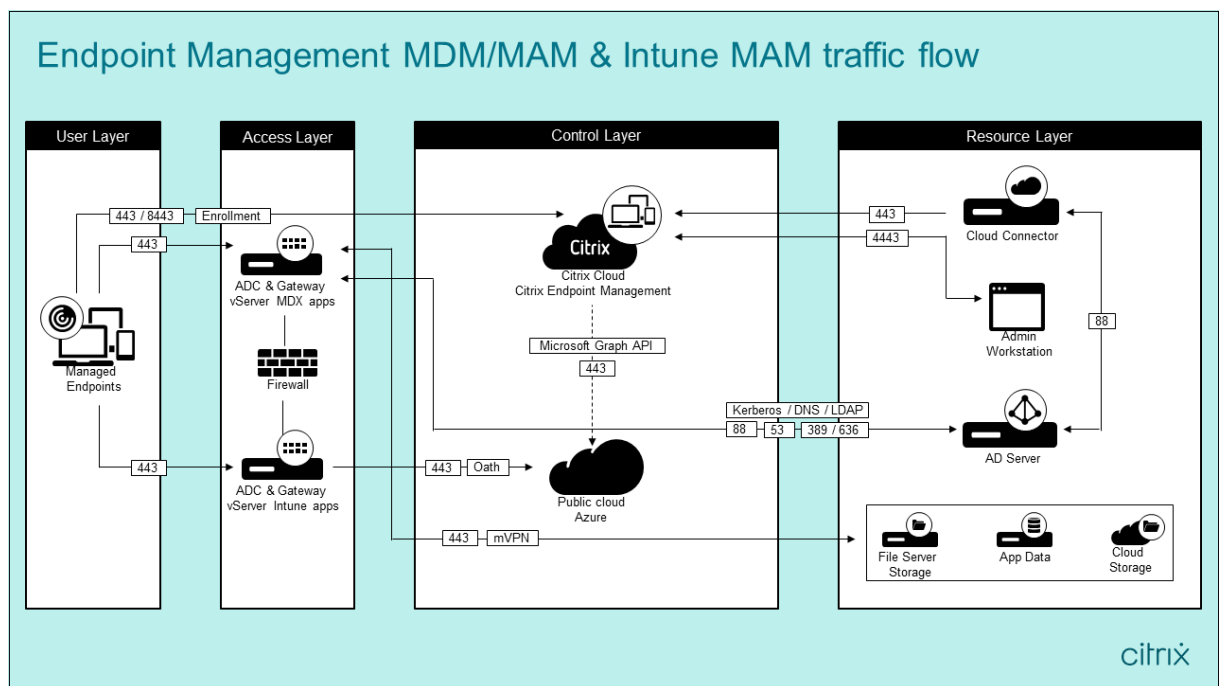 Endpoint Management MDM/MAM & Intune MAM traffic flow
User Layer
Access Layer
Control Layer
Resource Layer
443 / 8443
Enrollment
443
Managed
Endpoints
443
ADC & Gateway
vServer MDX apps
Firewall
ADC & Gateway
vServer Intune apps
Citrix
Citrix Cloud
Citrix Endpoint Management
Microsoft Graph API
443
443
Oath
Public cloud
Azure
443
mVPN
443
4443
Cloud Connector
Admin
Workstation
88
Kerberos / DNS / LDAP
88
53
389 / 636
AD Server
File Server
Storage
App Data
Cloud
Storage
citrix